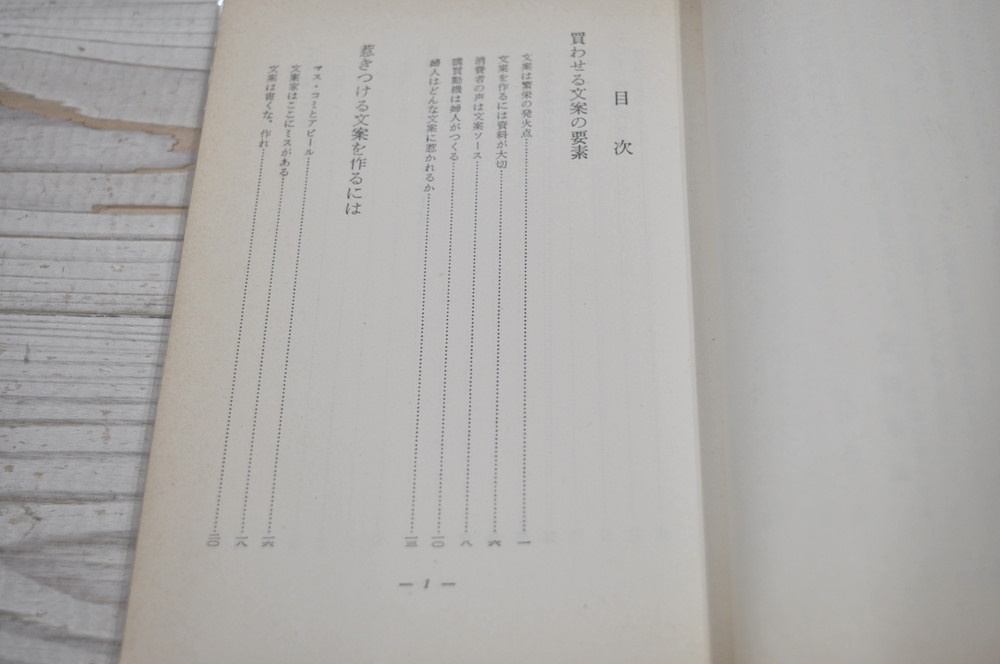 目次
買わせる文案の要素
文案は繁栄の発火点……一
文案を作るには資料が大切……六
消費者の声は文案ソース……八
購買動機は婦人がつくる……一〇
婦人はどんな文案に惹かれるか……一三
惹きつける文案を作るには
マス・コミとアピール……一六
文案家はここにミスがある……一八
文案は書くな、作れ……二〇
— 1 —